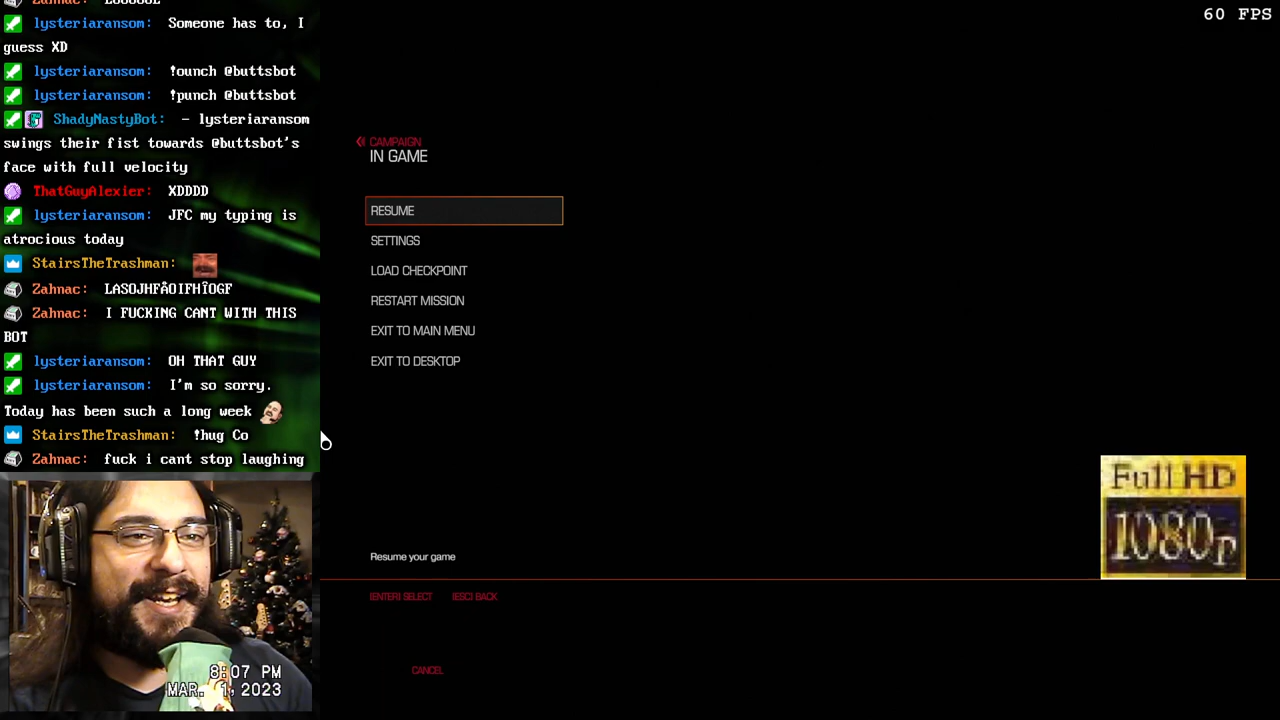 lysteriaransom: Someone has to, I
guess XD
lysteriaransom: !ounch @buttsbot
lysteriaransom: !punch @buttsbot
ShadyNastyBot: - lysteriaransom
swings their fist towards @buttsbot's
face with full velocity
ThatGuyAlexier: XDDDD
lysteriaransom: JFC my typing is
atrocious today
StairsTheTrashman:
Zahnac: LASOJHFÅOIFHÎOGF
Zahnac: I FUCKING CANT WITH THIS
BOT
lysteriaransom: OH THAT GUY
lysteriaransom: I'm so sorry.
Today has been such a long week
StairsTheTrashman: !hug Co
Zahnac: fuck i cant stop laughing
8:07 PM
MAR. 1, 2023
60 FPS
CAMPAIGN
IN GAME
RESUME
SETTINGS
LOAD CHECKPOINT
RESTART MISSION
EXIT TO MAIN MENU
EXIT TO DESKTOP
Full HD
1080p
Resume your game
[ENTER] SELECT [ESC] BACK
CANCEL